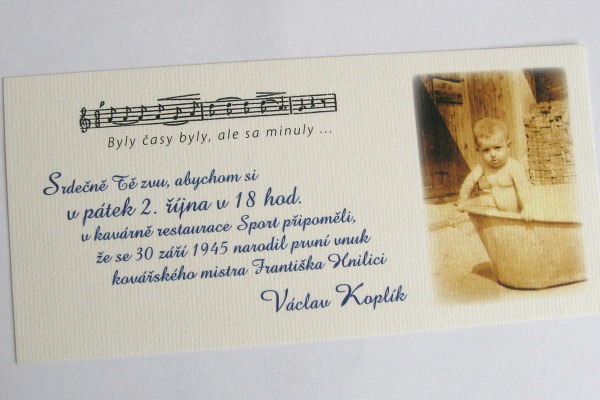 Byly časy byly, ale sa minuly ...
Srdečně Tě zvu, abychom si
v pátek 2. října v 18 hod.
v kavárně restaurace Sport připoměli,
že se 30 září 1945 narodil první vnuk
kovářského mistra Františka Hnilici
Václav Koplík